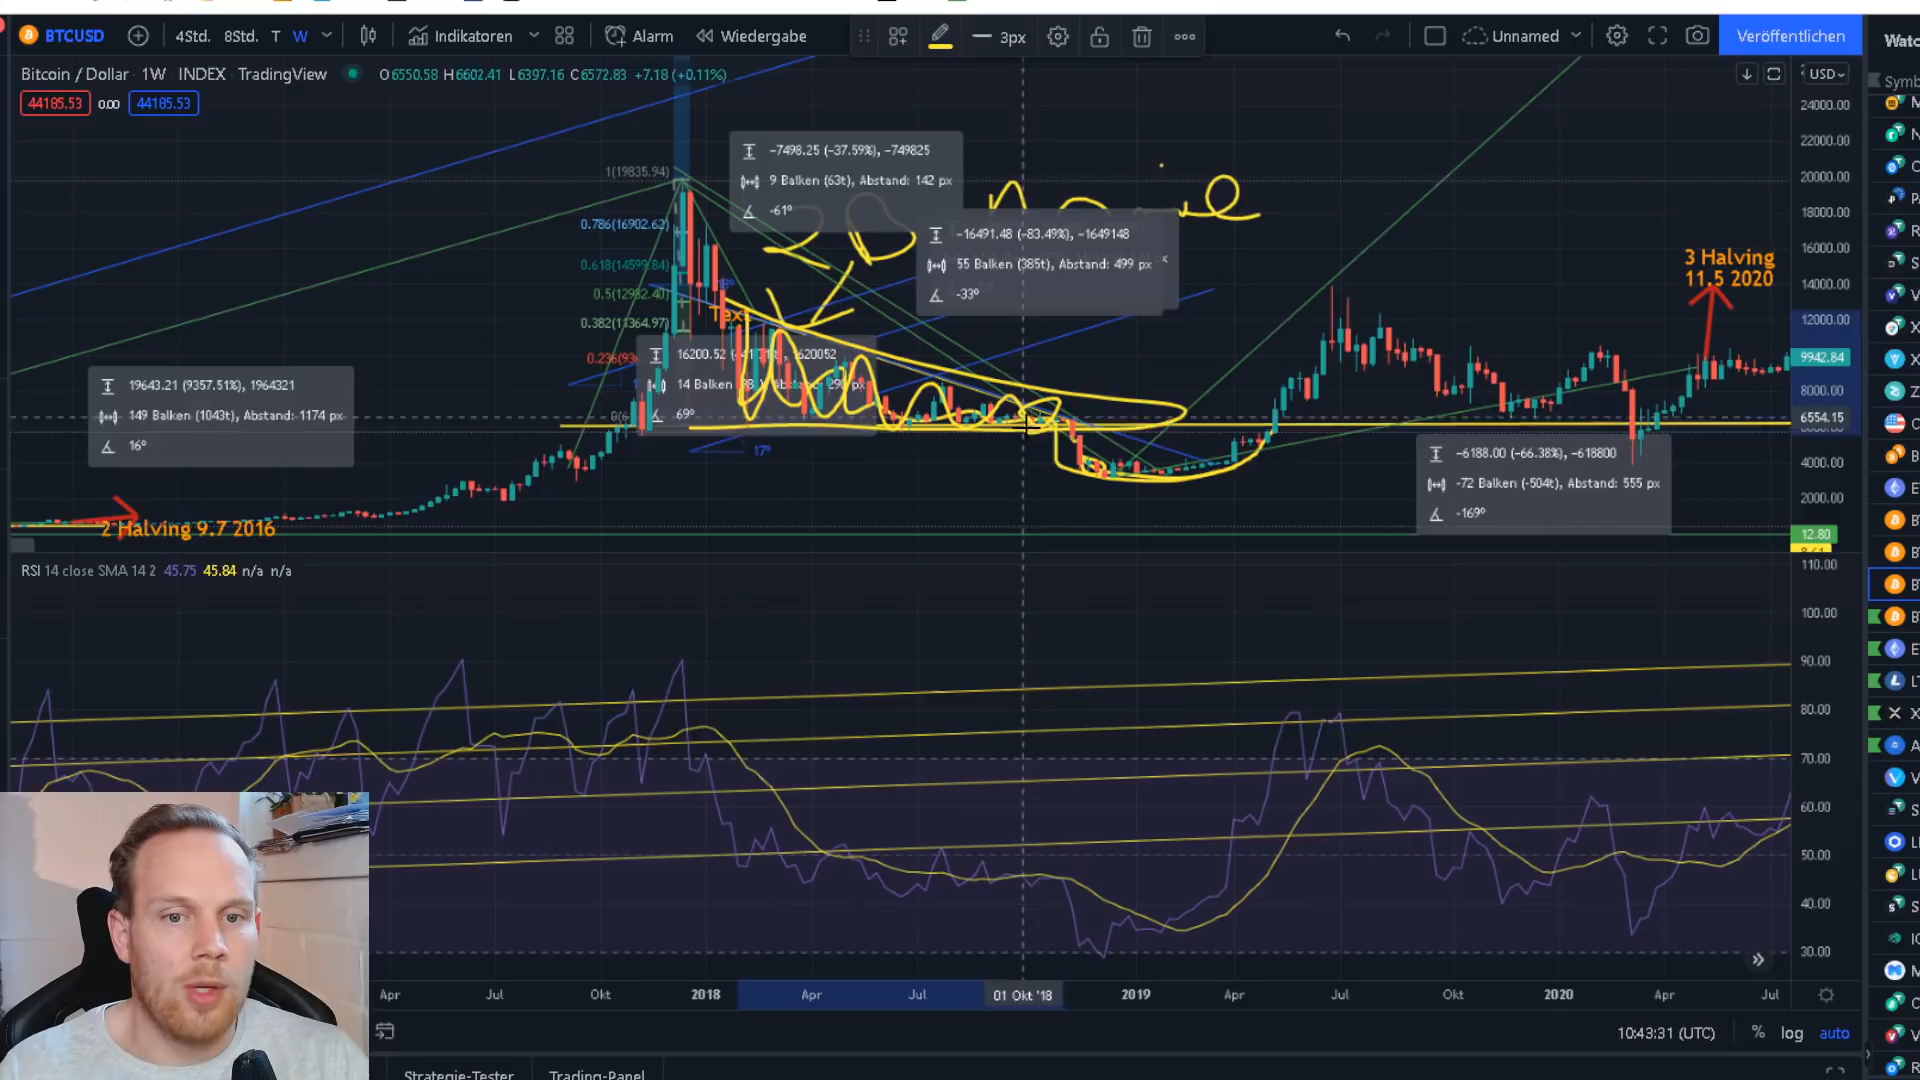 BTCUSD
4Std. 8Std. T W
Indikatoren
Alarm
Wiedergabe
3px
Unnamed
Veröffentlichen
Bitcoin / Dollar · 1W · INDEX · TradingView
O6550.58 H6602.41 L6397.16 C6572.83 +7.18 (+0.11%)
44185.53 0.00 44185.53
USD
24000.00
22000.00
20000.00
18000.00
16000.00
14000.00
12000.00
9942.84
8000.00
6554.15
4000.00
2000.00
12.80
1(19835.94)
0.786(16902.62)
0.618(14599.84)
0.5(12982.40)
0.382(11364.97)
-7498.25 (-37.59%), -749825
9 Balken (63t), Abstand: 142 px
-61º
-16491.48 (-83.49%), -1649148
55 Balken (385t), Abstand: 499 px
-33º
69º
17º
19643.21 (9357.51%), 1964321
149 Balken (1043t), Abstand: 1174 px
16º
-6188.00 (-66.38%), -618800
-72 Balken (-504t), Abstand: 555 px
-169º
3 Halving
11.5 2020
2 Halving 9.7 2016
RSI 14 close SMA 14 2 45.75 45.84 n/a n/a
110.00
100.00
90.00
80.00
70.00
60.00
50.00
40.00
30.00
Apr Jul Okt 2018 Apr Jul 01 Okt '18 2019 Apr Jul Okt 2020 Apr Jul
10:43:31 (UTC) % log auto
Strategie-Tester Trading-Panel